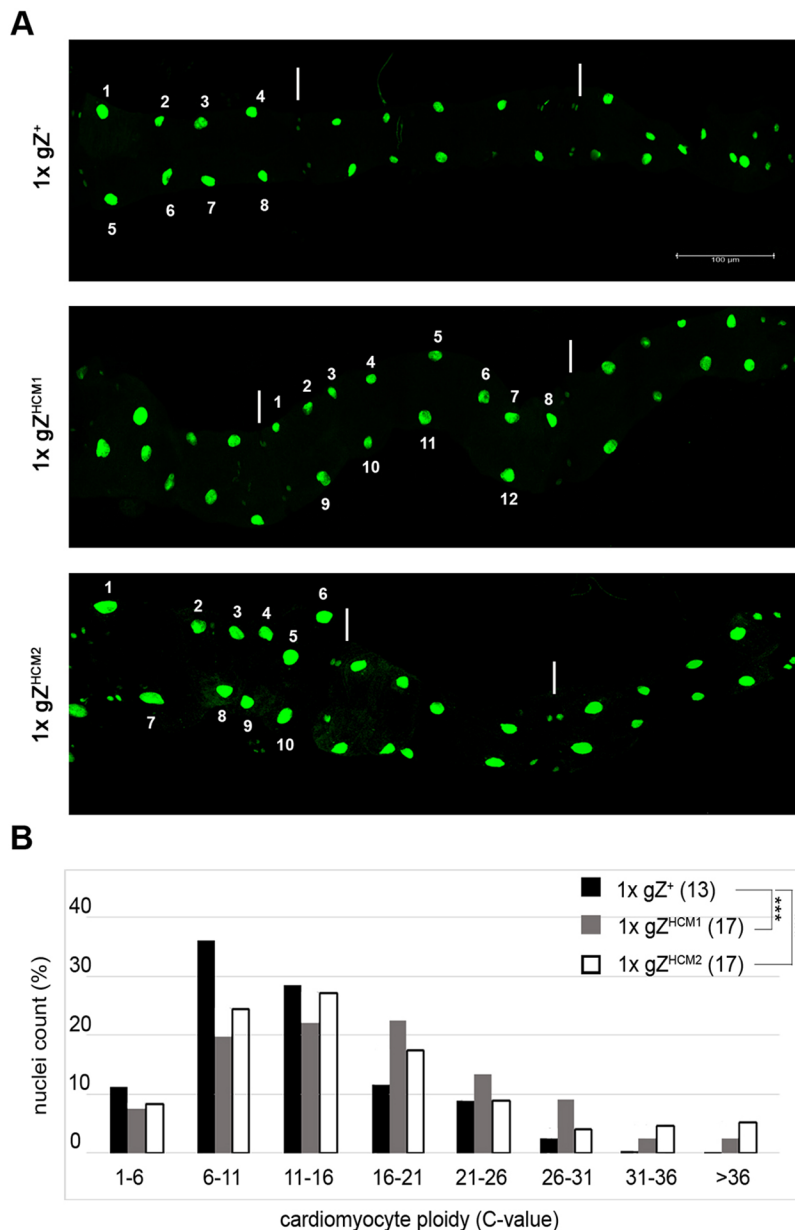 A
1x gZ⁺
1 2 3 4
5 6 7 8
100 µm
1x gZᴴᶜᴹ¹
1 2 3 4 5 6 7 8
9 10 11 12
1x gZᴴᶜᴹ²
1 2 3 4 5 6
7 8 9 10
B
1x gZ⁺ (13)
1x gZᴴᶜᴹ¹ (17)
1x gZᴴᶜᴹ² (17)
***
nuclei count (%)
40
30
20
10
0
1-6 6-11 11-16 16-21 21-26 26-31 31-36 >36
cardiomyocyte ploidy (C-value)